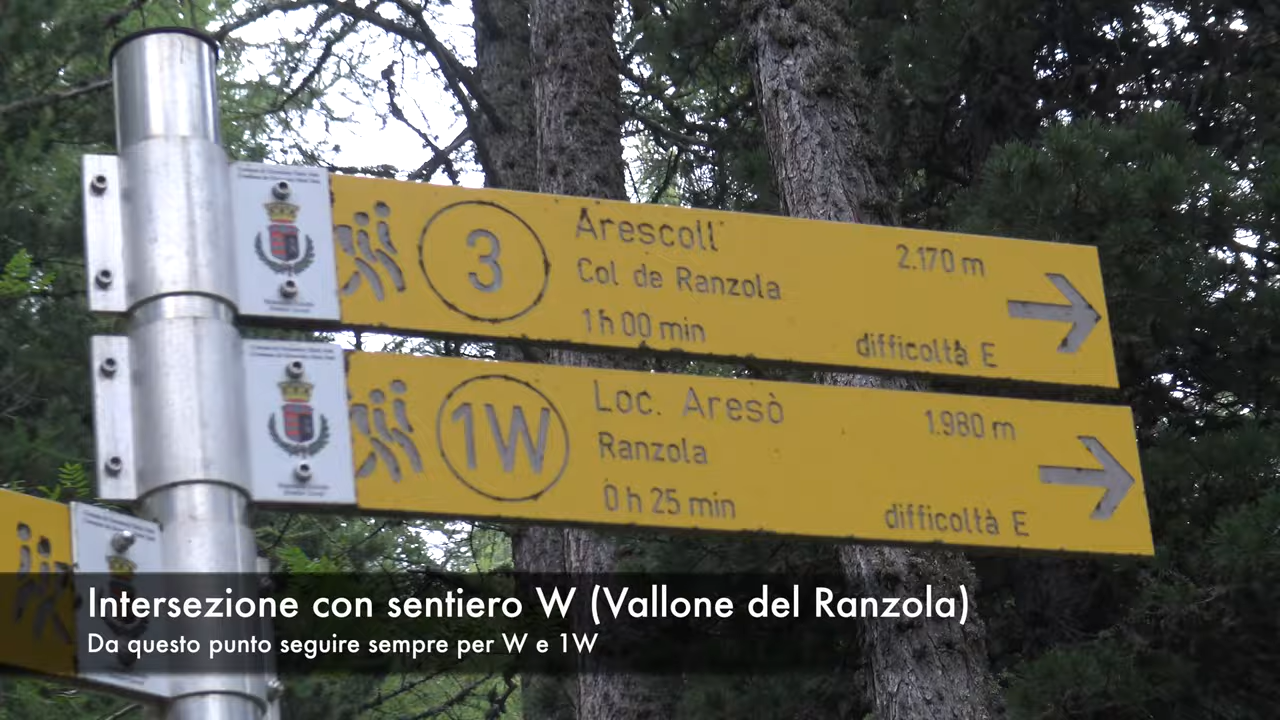 3
Arescoll'
2.170 m
Col de Ranzola
1 h 00 min
difficoltà E
1W
Loc. Aresò
1.980 m
Ranzola
0 h 25 min
difficoltà E
Intersezione con sentiero W (Vallone del Ranzola)
Da questo punto seguire sempre per W e 1W